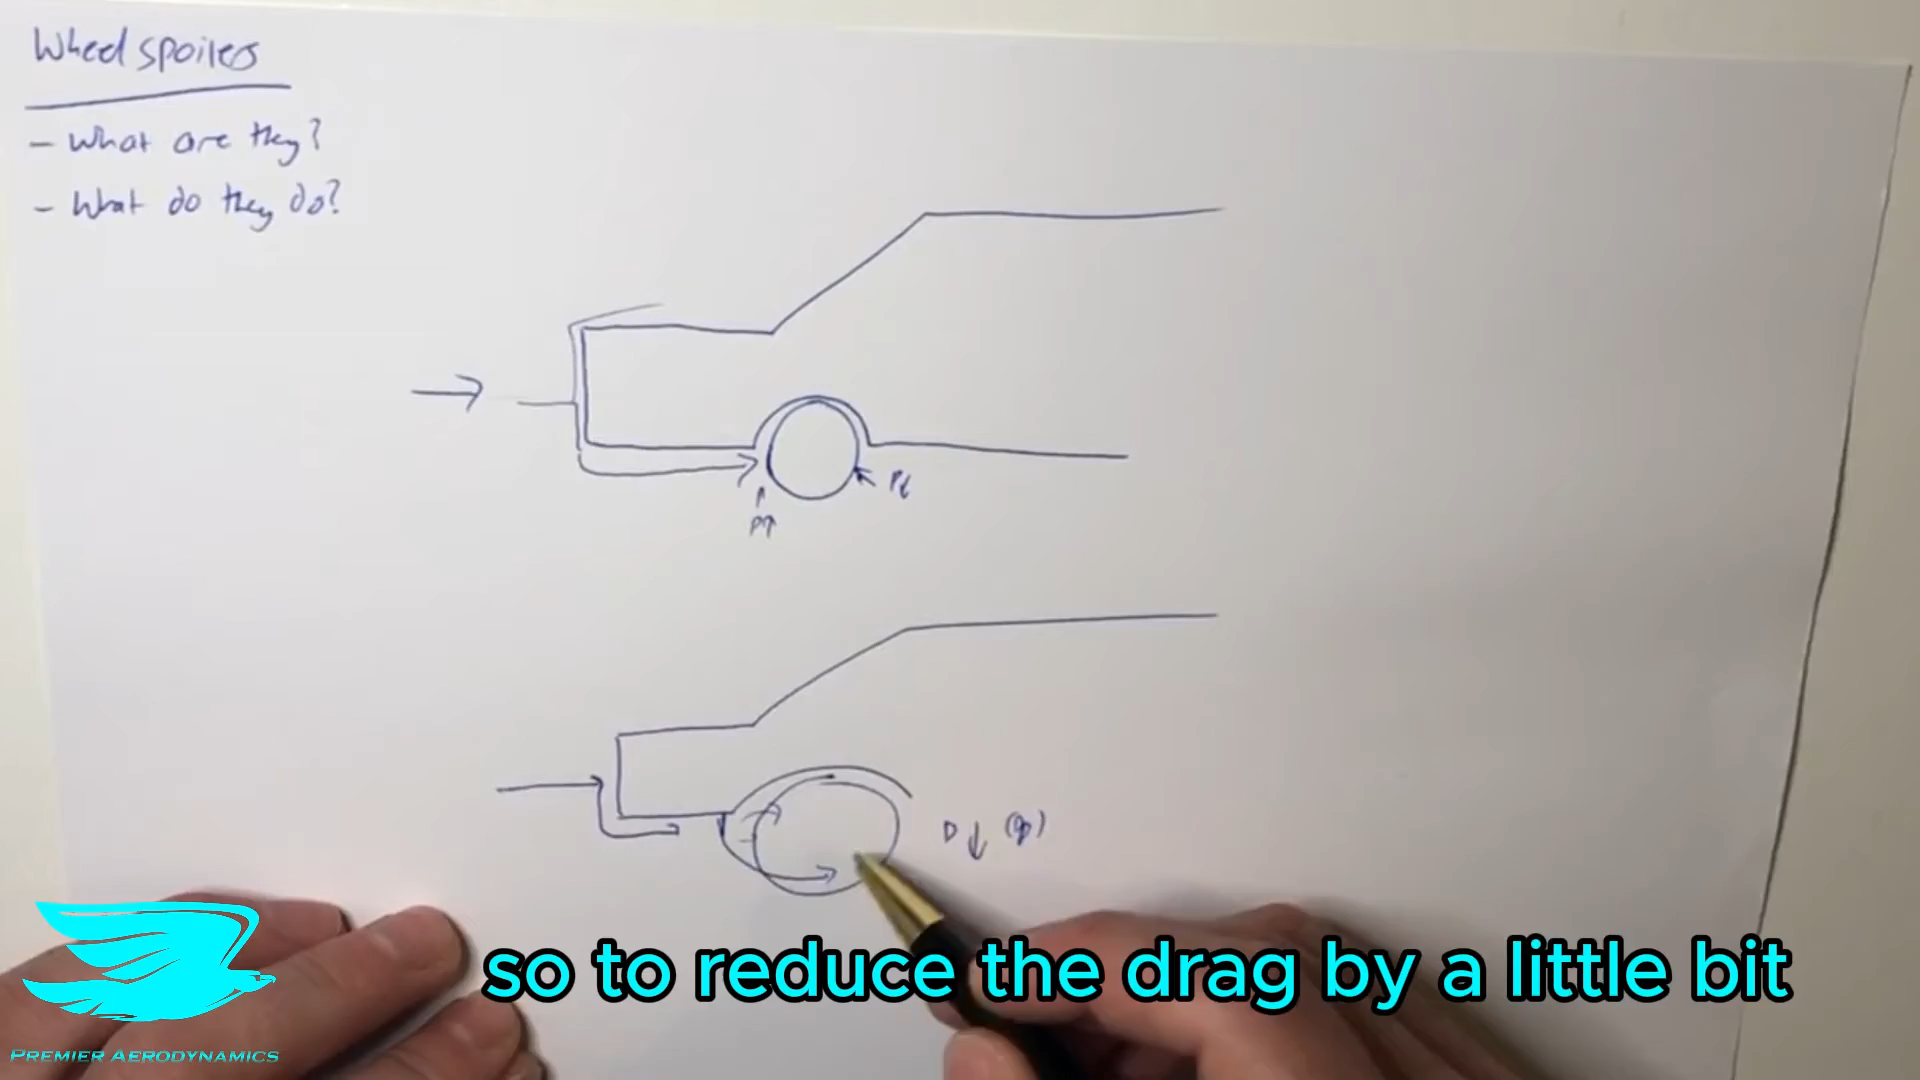 Wheel spoilers
- What are they?
- What do they do?
P↓
P↑
D↓ (P)
so to reduce the drag by a little bit
PREMIER AERODYNAMICS